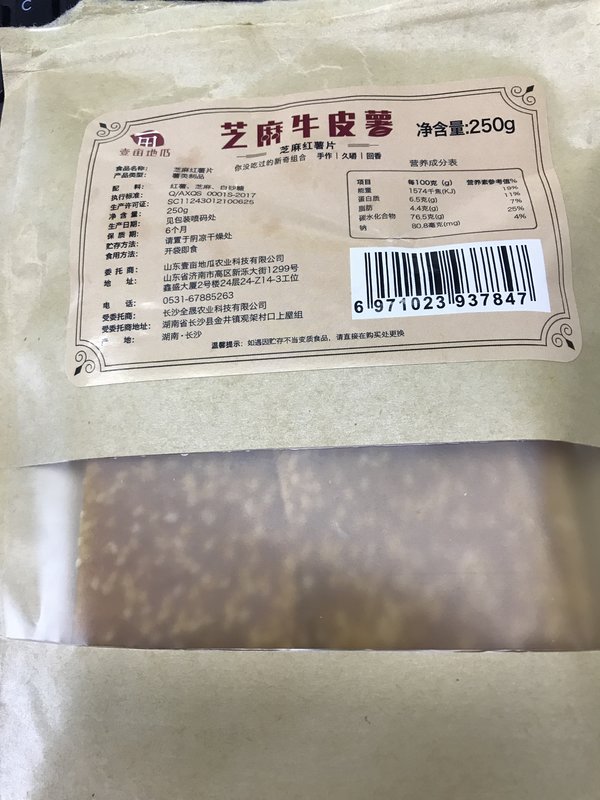 C
壹亩地瓜
芝麻牛皮薯
净含量:250g
芝麻红薯片
你没吃过的新奇组合 手作 | 久嚼 | 回香
食品名称: 芝麻红薯片
产品类型: 薯类制品
配 料: 红薯、芝麻、白砂糖
执行标准: Q/AXQS 0001S-2017
生产许可证: SC11243012100625
净 含 量: 250g
生产日期: 见包装喷码处
保 质 期: 6个月
贮存方法: 请置于阴凉干燥处
食用方法: 开袋即食
委 托 商: 山东壹亩地瓜农业科技有限公司
地 址: 山东省济南市高区新泺大街1299号
鑫盛大厦2号楼24层24-Z14-3工位
电 话: 0531-67885263
受委托商: 长沙全晟农业科技有限公司
受委托商地址: 湖南省长沙县金井镇观架村口上屋组
产 地: 湖南·长沙
温馨提示: 如遇因贮存不当变质食品, 请直接在购买处更换
营养成分表
项目 每100克 (g) 营养素参考值%
能量 1574千焦(KJ) 19%
蛋白质 6.5克(g) 11%
脂肪 4.4克(g) 7%
碳水化合物 76.5克(g) 25%
钠 80.8毫克(mg) 4%
6 971023 937847